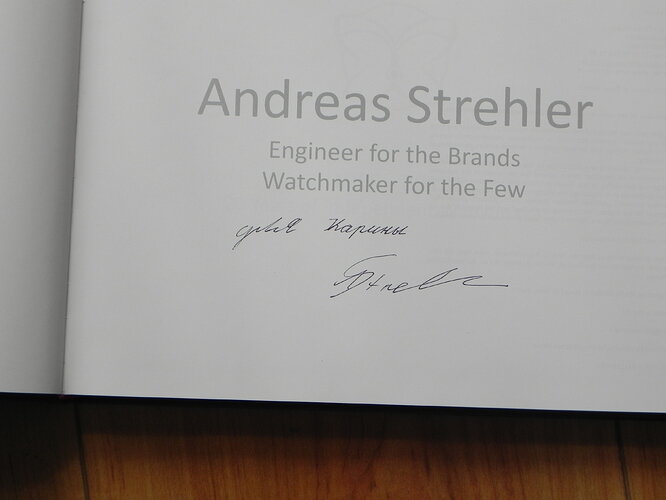 Andreas Strehler
Engineer for the Brands
Watchmaker for the Few
для Карины